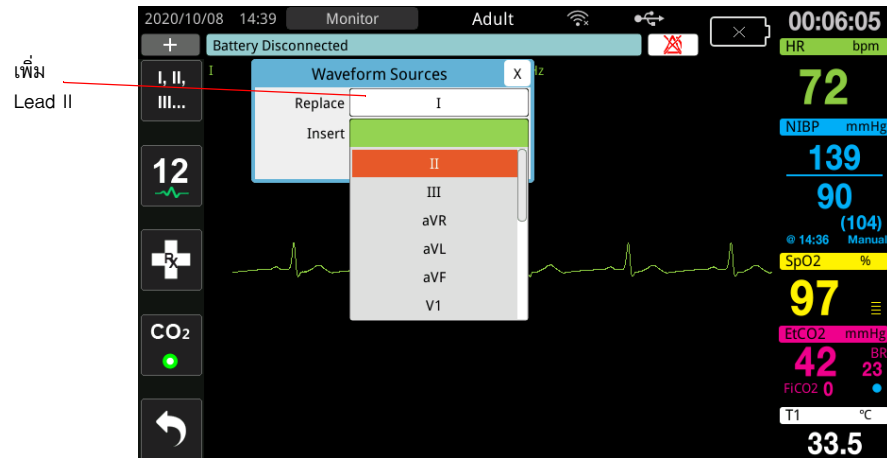 2020/10/08 14:39 Monitor Adult 00:06:05
+ Battery Disconnected HR bpm
72
เพิ่ม
Lead II
I, II,
III...
I
Hz
Waveform Sources X
Replace I
Insert
II
III
aVR
aVL
aVF
V1
12
Rx
CO2
NIBP mmHg
139
90
(104)
@ 14:36 Manual
SpO2 %
97
EtCO2 mmHg
42 BR
23
FiCO2 0
T1 °C
33.5